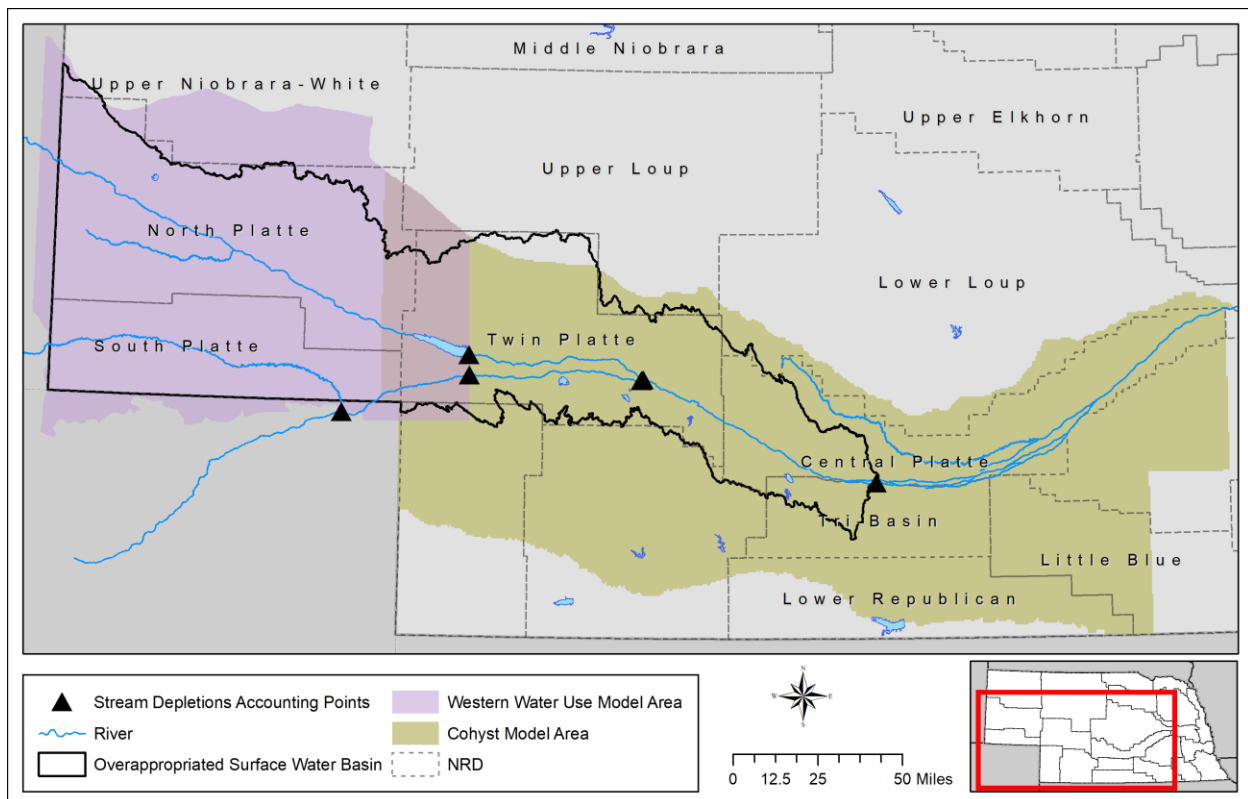 Middle Niobrara
Upper Niobrara-White
Upper Elkhorn
Upper Loup
North Platte
Lower Loup
South Platte
Twin Platte
Central Platte
Tri Basin
Little Blue
Lower Republican
Stream Depletions Accounting Points
River
Overappropriated Surface Water Basin
Western Water Use Model Area
Cohyst Model Area
NRD
N
W
E
S
0 12.5 25 50 Miles